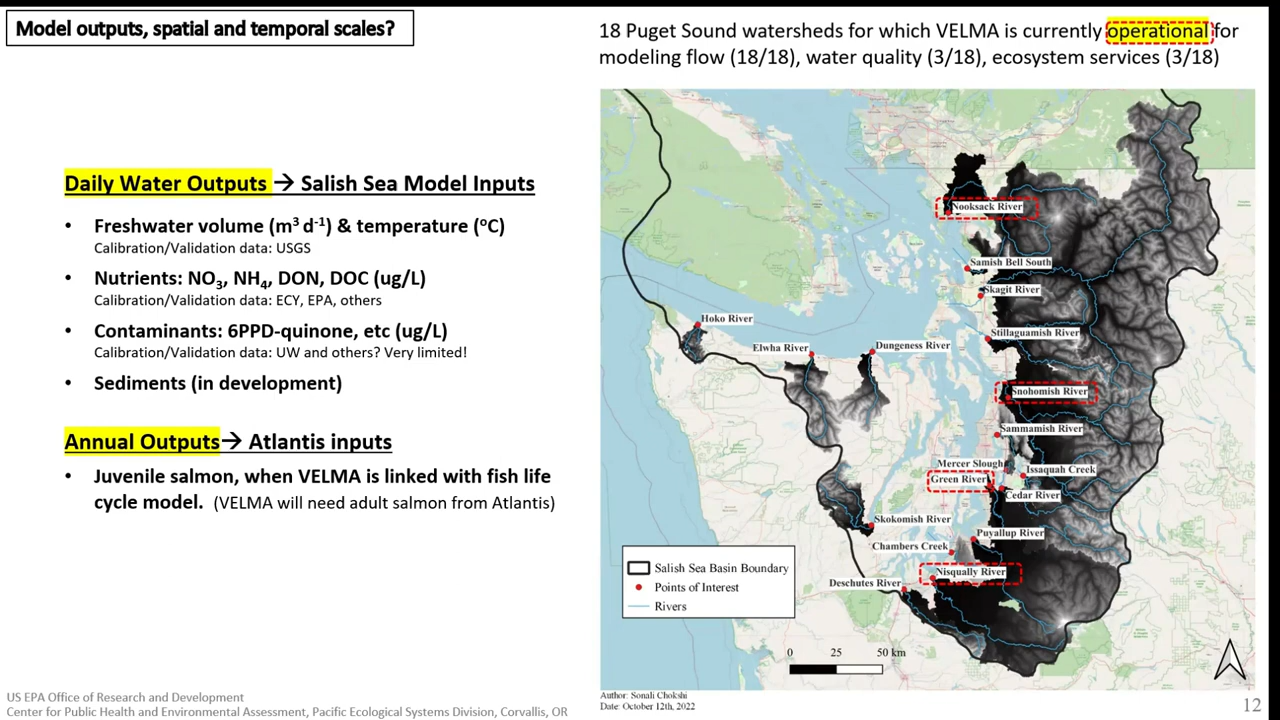 Model outputs, spatial and temporal scales?
18 Puget Sound watersheds for which VELMA is currently operational for
modeling flow (18/18), water quality (3/18), ecosystem services (3/18)
Daily Water Outputs → Salish Sea Model Inputs
• Freshwater volume (m³ d⁻¹) & temperature (ºC)
Calibration/Validation data: USGS
• Nutrients: NO₃, NH₄, DON, DOC (ug/L)
Calibration/Validation data: ECY, EPA, others
• Contaminants: 6PPD-quinone, etc (ug/L)
Calibration/Validation data: UW and others? Very limited!
• Sediments (in development)
Annual Outputs→ Atlantis inputs
• Juvenile salmon, when VELMA is linked with fish life
cycle model. (VELMA will need adult salmon from Atlantis)
Nooksack River
Samish Bell South
Skagit River
Hoko River
Stillaguamish River
Elwha River
Dungeness River
Snohomish River
Sammamish River
Mercer Slough
Issaquah Creek
Green River
Cedar River
Skokomish River
Puyallup River
Chambers Creek
Nisqually River
Deschutes River
Salish Sea Basin Boundary
Points of Interest
Rivers
0 25 50 km
Author: Sonali Chokshi
Date: October 12th, 2022
US EPA Office of Research and Development
Center for Public Health and Environmental Assessment, Pacific Ecological Systems Division, Corvallis, OR
12